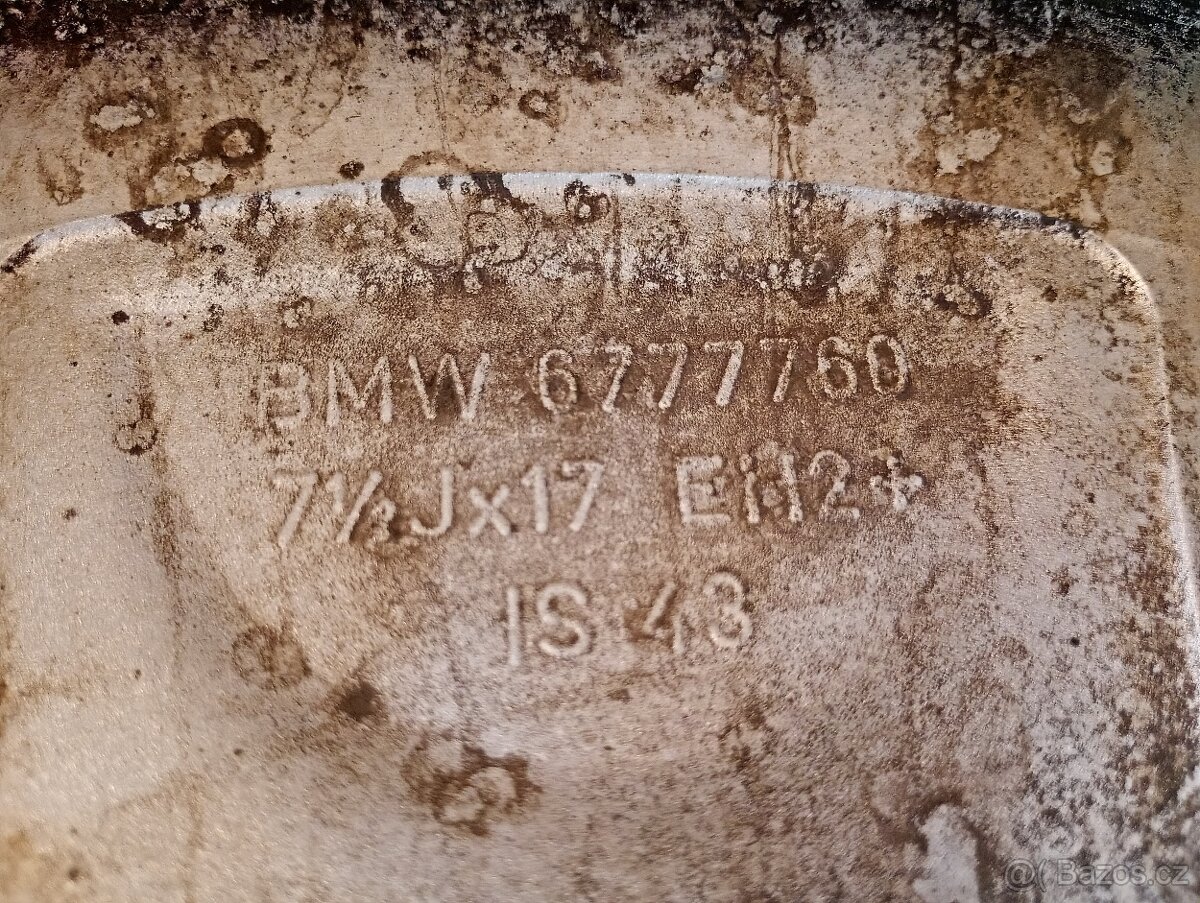 BMW 6777760
7½Jx17 EH2+
IS 43
@( Bazos.cz